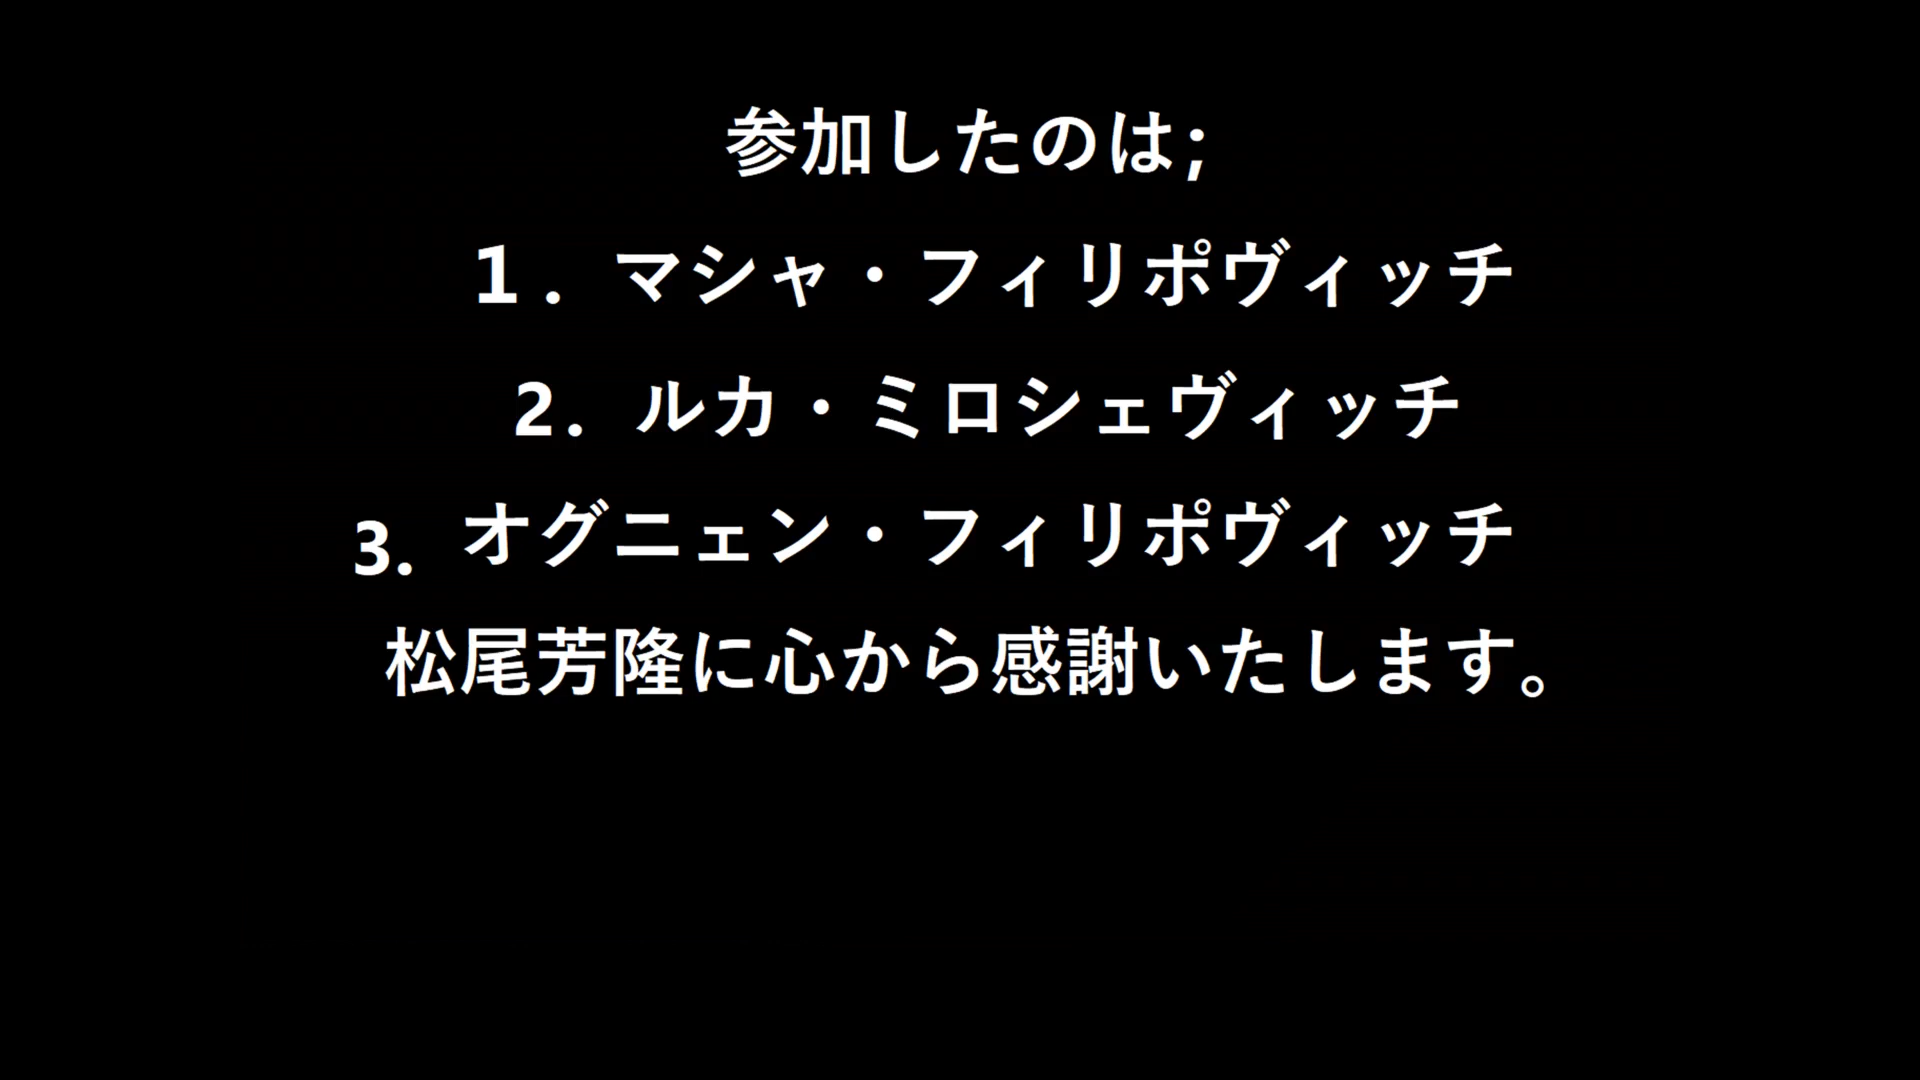 参加したのは;
１．マシャ・フィリポヴィッチ
2．ルカ・ミロシェヴィッチ
3. オグニェン・フィリポヴィッチ
松尾芳隆に心から感謝いたします。